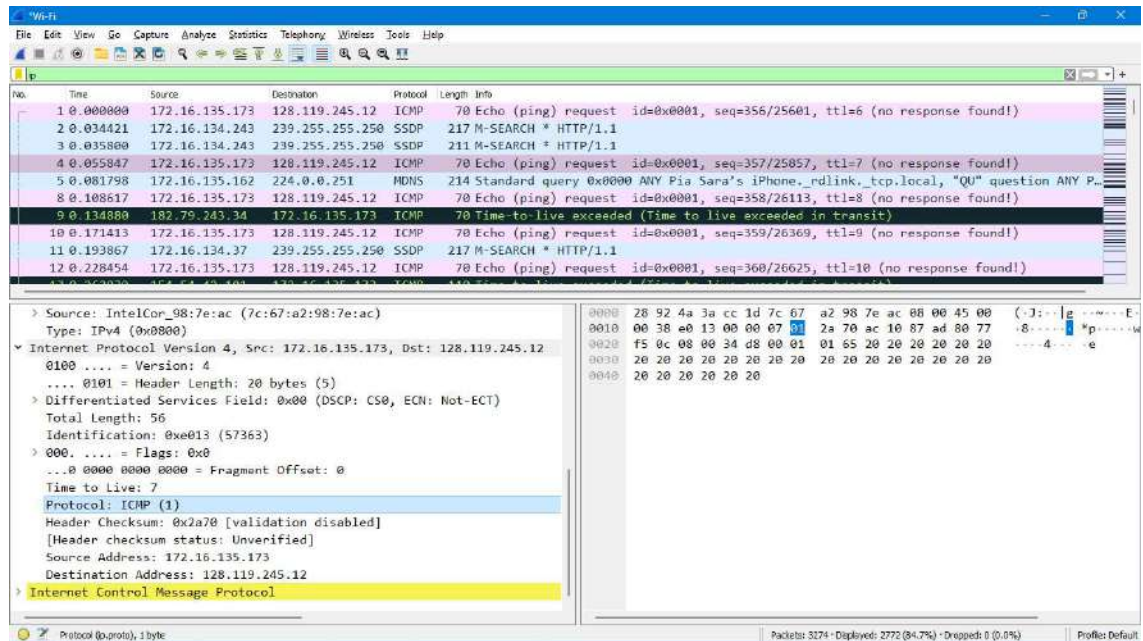 *Wi-Fi
File Edit View Go Capture Analyze Statistics Telephony Wireless Tools Help
ip
No. Time Source Destination Protocol Length Info
1 0.000000 172.16.135.173 128.119.245.12 ICMP 70 Echo (ping) request id=0x0001, seq=356/25601, ttl=6 (no response found!)
2 0.034421 172.16.134.243 239.255.255.250 SSDP 217 M-SEARCH * HTTP/1.1
3 0.035800 172.16.134.243 239.255.255.250 SSDP 211 M-SEARCH * HTTP/1.1
4 0.055847 172.16.135.173 128.119.245.12 ICMP 70 Echo (ping) request id=0x0001, seq=357/25857, ttl=7 (no response found!)
5 0.081798 172.16.135.162 224.0.0.251 MDNS 214 Standard query 0x0000 ANY Pia Sara's iPhone._rdlink._tcp.local, "QU" question ANY P...
8 0.108617 172.16.135.173 128.119.245.12 ICMP 70 Echo (ping) request id=0x0001, seq=358/26113, ttl=8 (no response found!)
9 0.134880 182.79.243.34 172.16.135.173 ICMP 70 Time-to-live exceeded (Time to live exceeded in transit)
10 0.171413 172.16.135.173 128.119.245.12 ICMP 70 Echo (ping) request id=0x0001, seq=359/26369, ttl=9 (no response found!)
11 0.193867 172.16.134.37 239.255.255.250 SSDP 217 M-SEARCH * HTTP/1.1
12 0.228454 172.16.135.173 128.119.245.12 ICMP 70 Echo (ping) request id=0x0001, seq=360/26625, ttl=10 (no response found!)
> Source: IntelCor_98:7e:ac (7c:67:a2:98:7e:ac)
Type: IPv4 (0x0800)
Internet Protocol Version 4, Src: 172.16.135.173, Dst: 128.119.245.12
0100 .... = Version: 4
.... 0101 = Header Length: 20 bytes (5)
> Differentiated Services Field: 0x00 (DSCP: CS0, ECN: Not-ECT)
Total Length: 56
Identification: 0xe013 (57363)
> 000. .... = Flags: 0x0
...0 0000 0000 0000 = Fragment Offset: 0
Time to Live: 7
Protocol: ICMP (1)
Header Checksum: 0x2a70 [validation disabled]
[Header checksum status: Unverified]
Source Address: 172.16.135.173
Destination Address: 128.119.245.12
> Internet Control Message Protocol
0000 28 92 4a 3a cc 1d 7c 67 a2 98 7e ac 08 00 45 00 (·J:··|g ··~···E·
0010 00 38 e0 13 00 00 07 01 2a 70 ac 10 87 ad 80 77 ·8······ *p·····w
0020 f5 0c 08 00 34 d8 00 01 01 65 20 20 20 20 20 20 ····4··· ·e
0030 20 20 20 20 20 20 20 20 20 20 20 20 20 20 20 20
0040 20 20 20 20 20 20
Protocol (ip.proto), 1 byte
Packets: 3274 · Displayed: 2772 (84.7%) · Dropped: 0 (0.0%)
Profile: Default